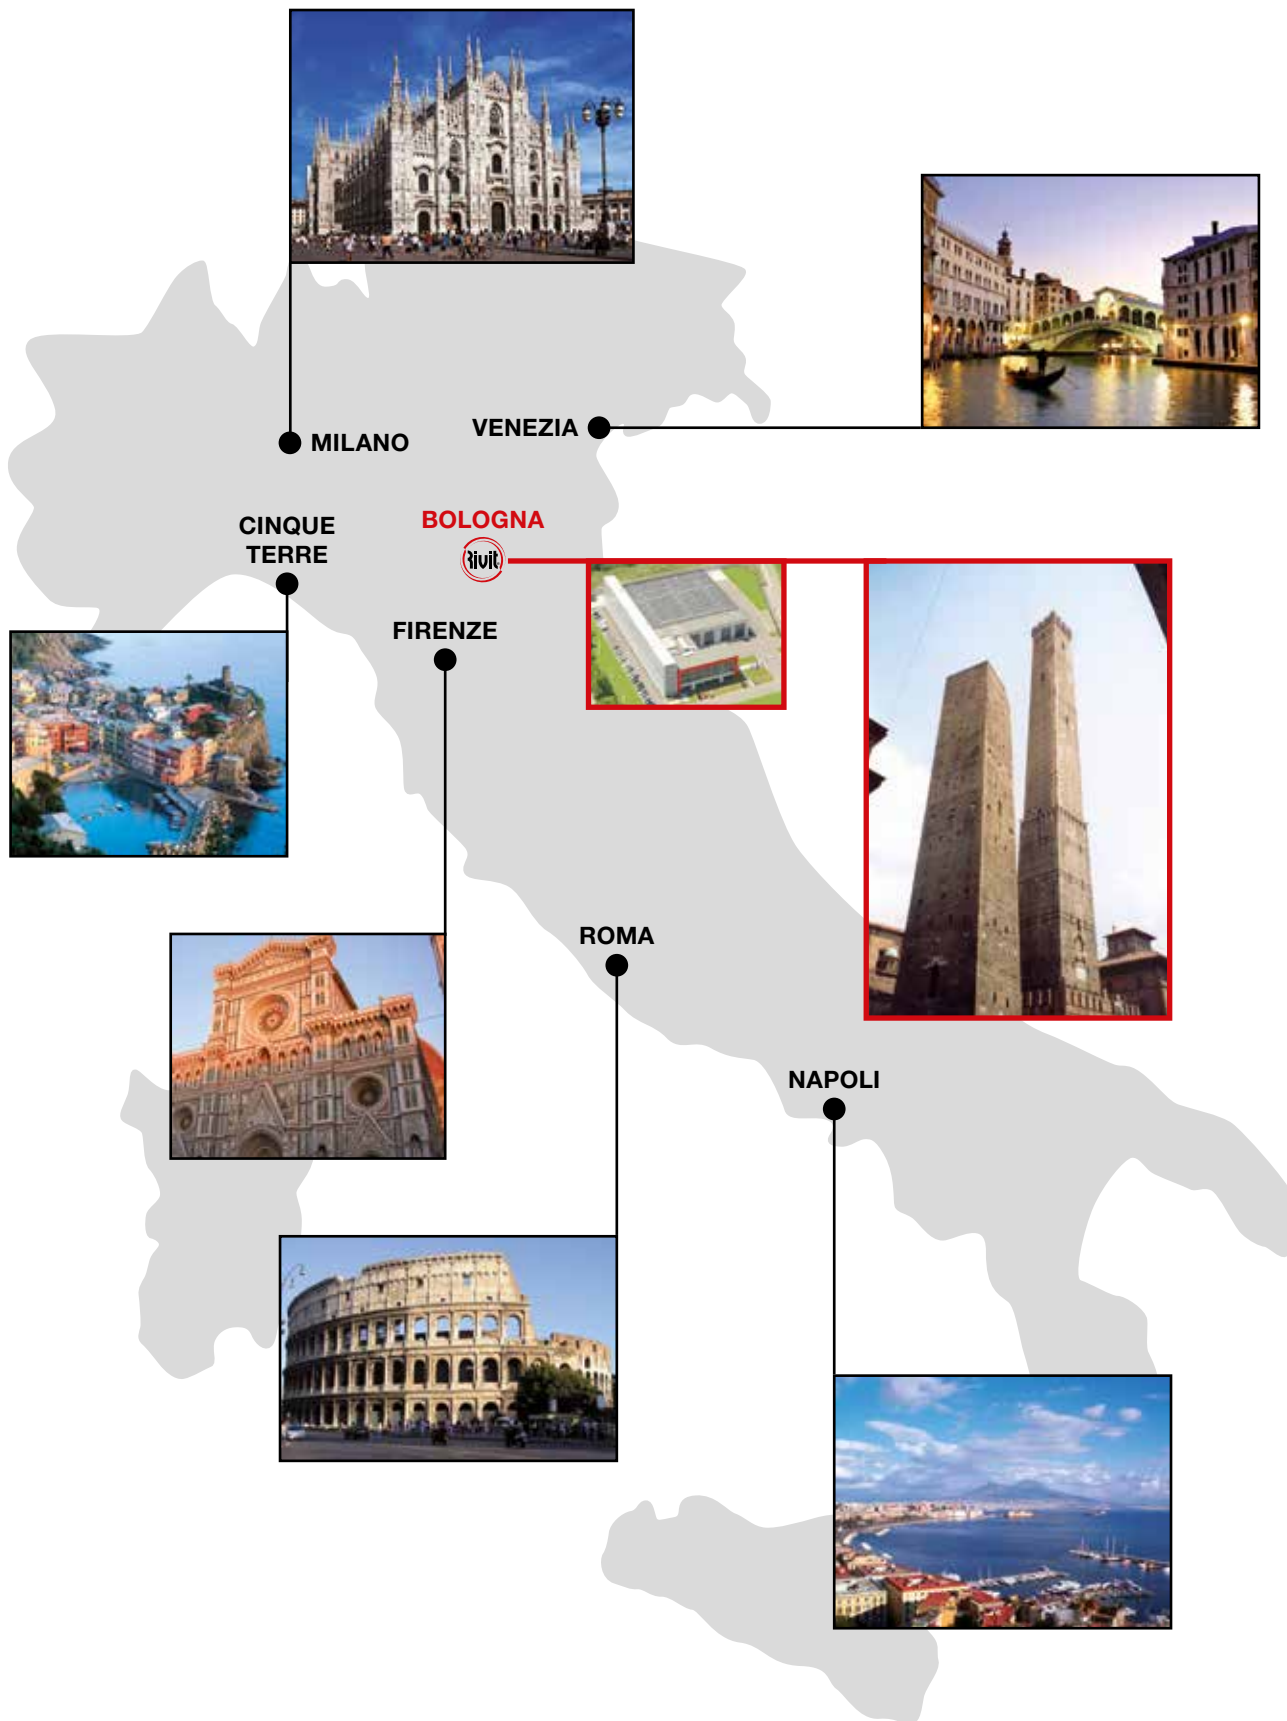 MILANO
VENEZIA
CINQUE
TERRE
BOLOGNA
Rivit
FIRENZE
ROMA
NAPOLI